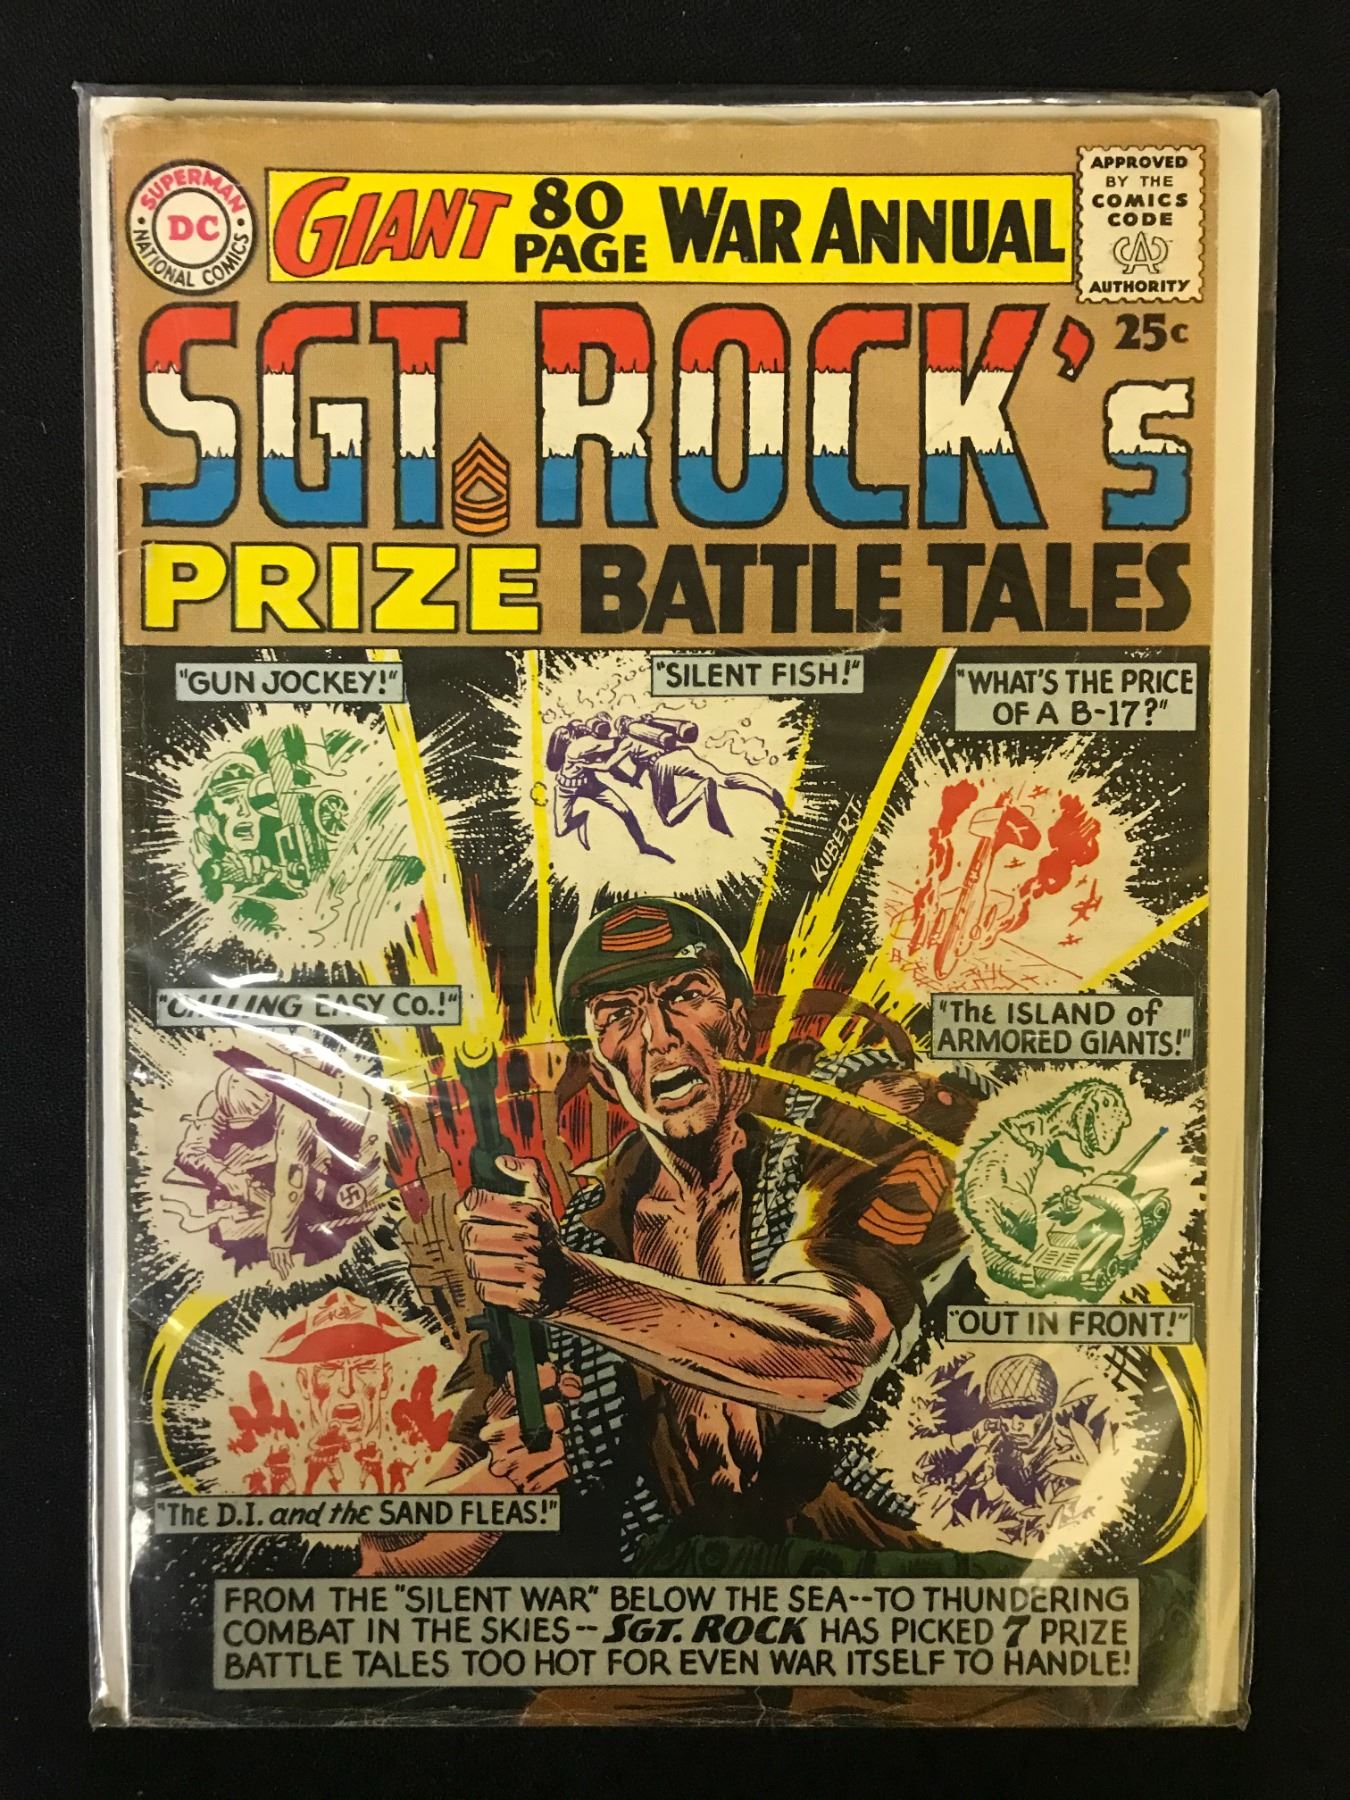 SUPERMAN
DC
NATIONAL COMICS
GIANT 80 PAGE WAR ANNUAL
APPROVED
BY THE
COMICS
CODE
CA
AUTHORITY
25c
SGT. ROCK's
PRIZE BATTLE TALES
"GUN JOCKEY!"
"SILENT FISH!"
"WHAT'S THE PRICE
OF A B-17?"
KUBERT
"CALLING EASY Co.!"
"The ISLAND of
ARMORED GIANTS!"
"OUT IN FRONT!"
"The D.I. and the SAND FLEAS!"
FROM THE "SILENT WAR" BELOW THE SEA--TO THUNDERING
COMBAT IN THE SKIES--SGT. ROCK HAS PICKED 7 PRIZE
BATTLE TALES TOO HOT FOR EVEN WAR ITSELF TO HANDLE!